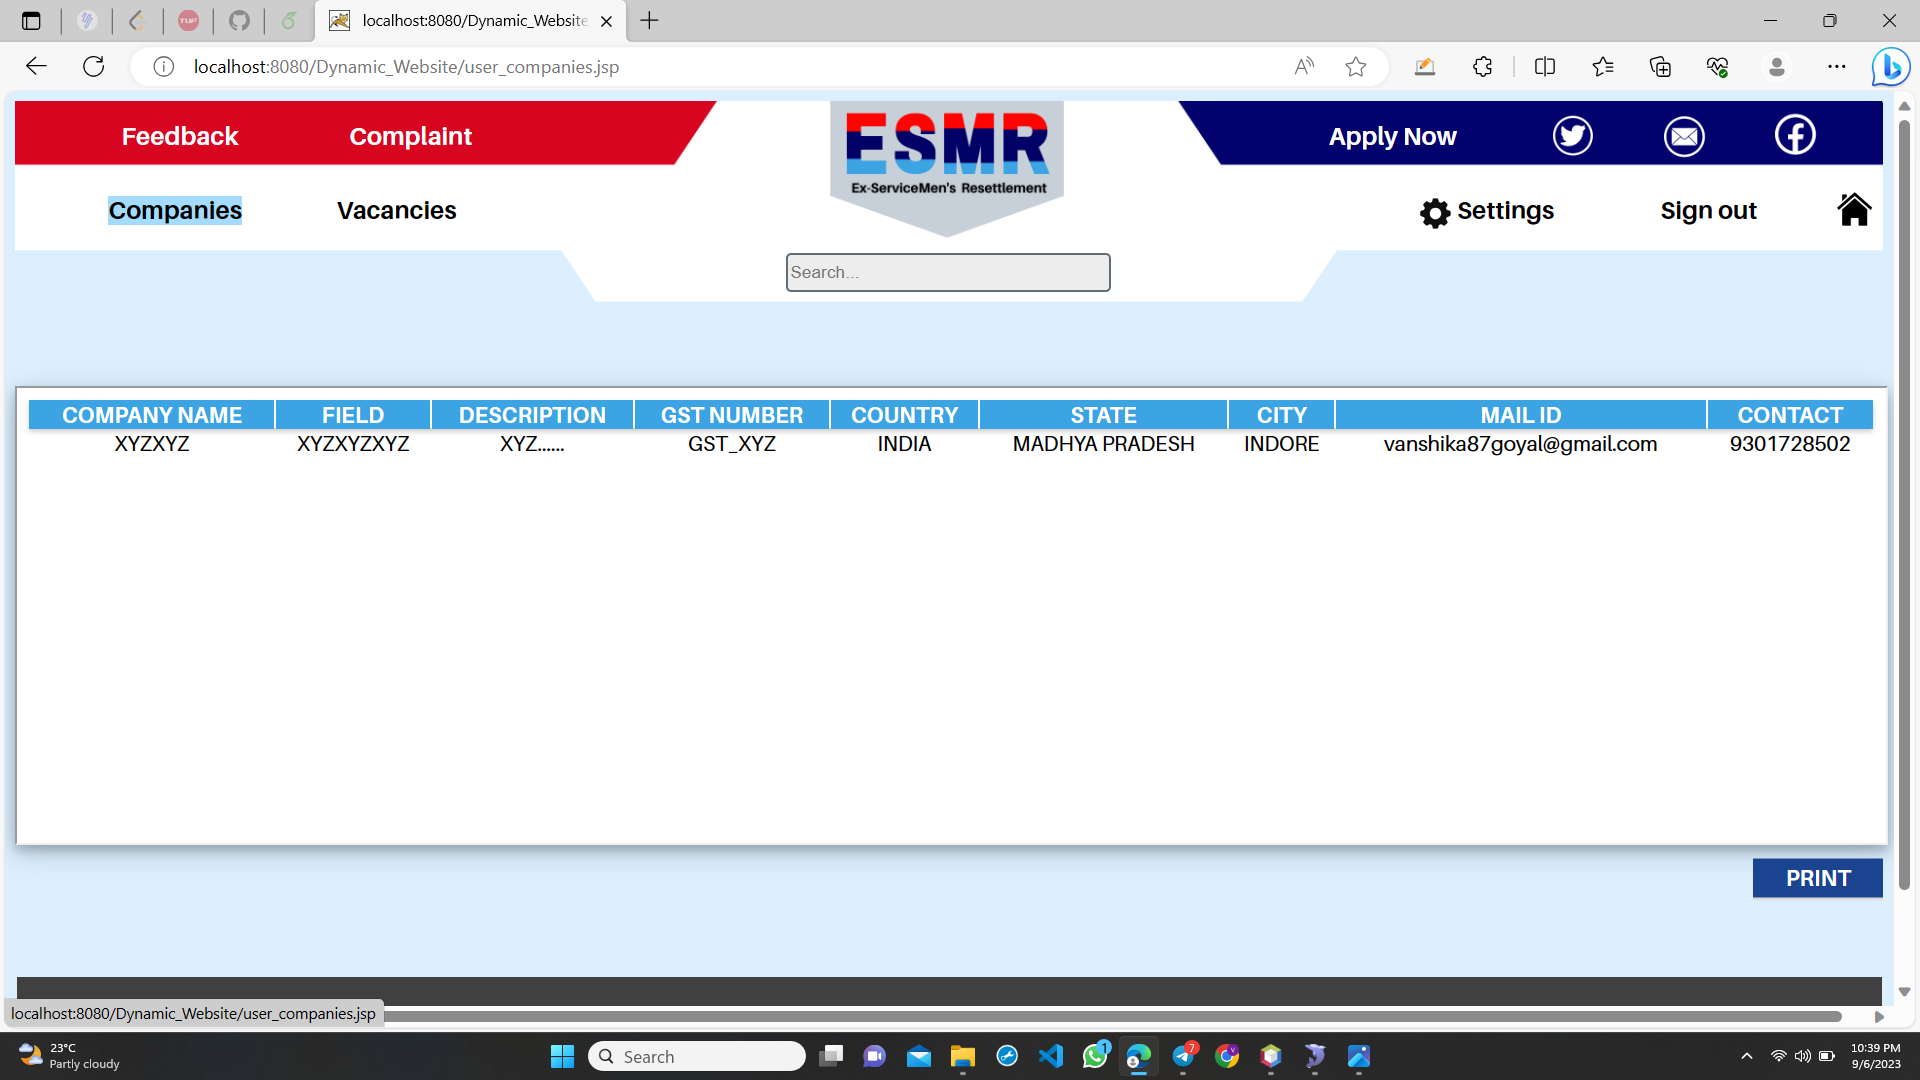 localhost:8080/Dynamic_Website
localhost:8080/Dynamic_Website/user_companies.jsp
Feedback Complaint
ESMR
Ex-ServiceMen's Resettlement
Apply Now
Companies Vacancies
Settings Sign out
Search...
COMPANY NAME FIELD DESCRIPTION GST NUMBER COUNTRY STATE CITY MAIL ID CONTACT
XYZXYZ XYZXYZXYZ XYZ...... GST_XYZ INDIA MADHYA PRADESH INDORE vanshika87goyal@gmail.com 9301728502
PRINT
localhost:8080/Dynamic_Website/user_companies.jsp
23°C
Partly cloudy
Search
1
7
10:39 PM
9/6/2023